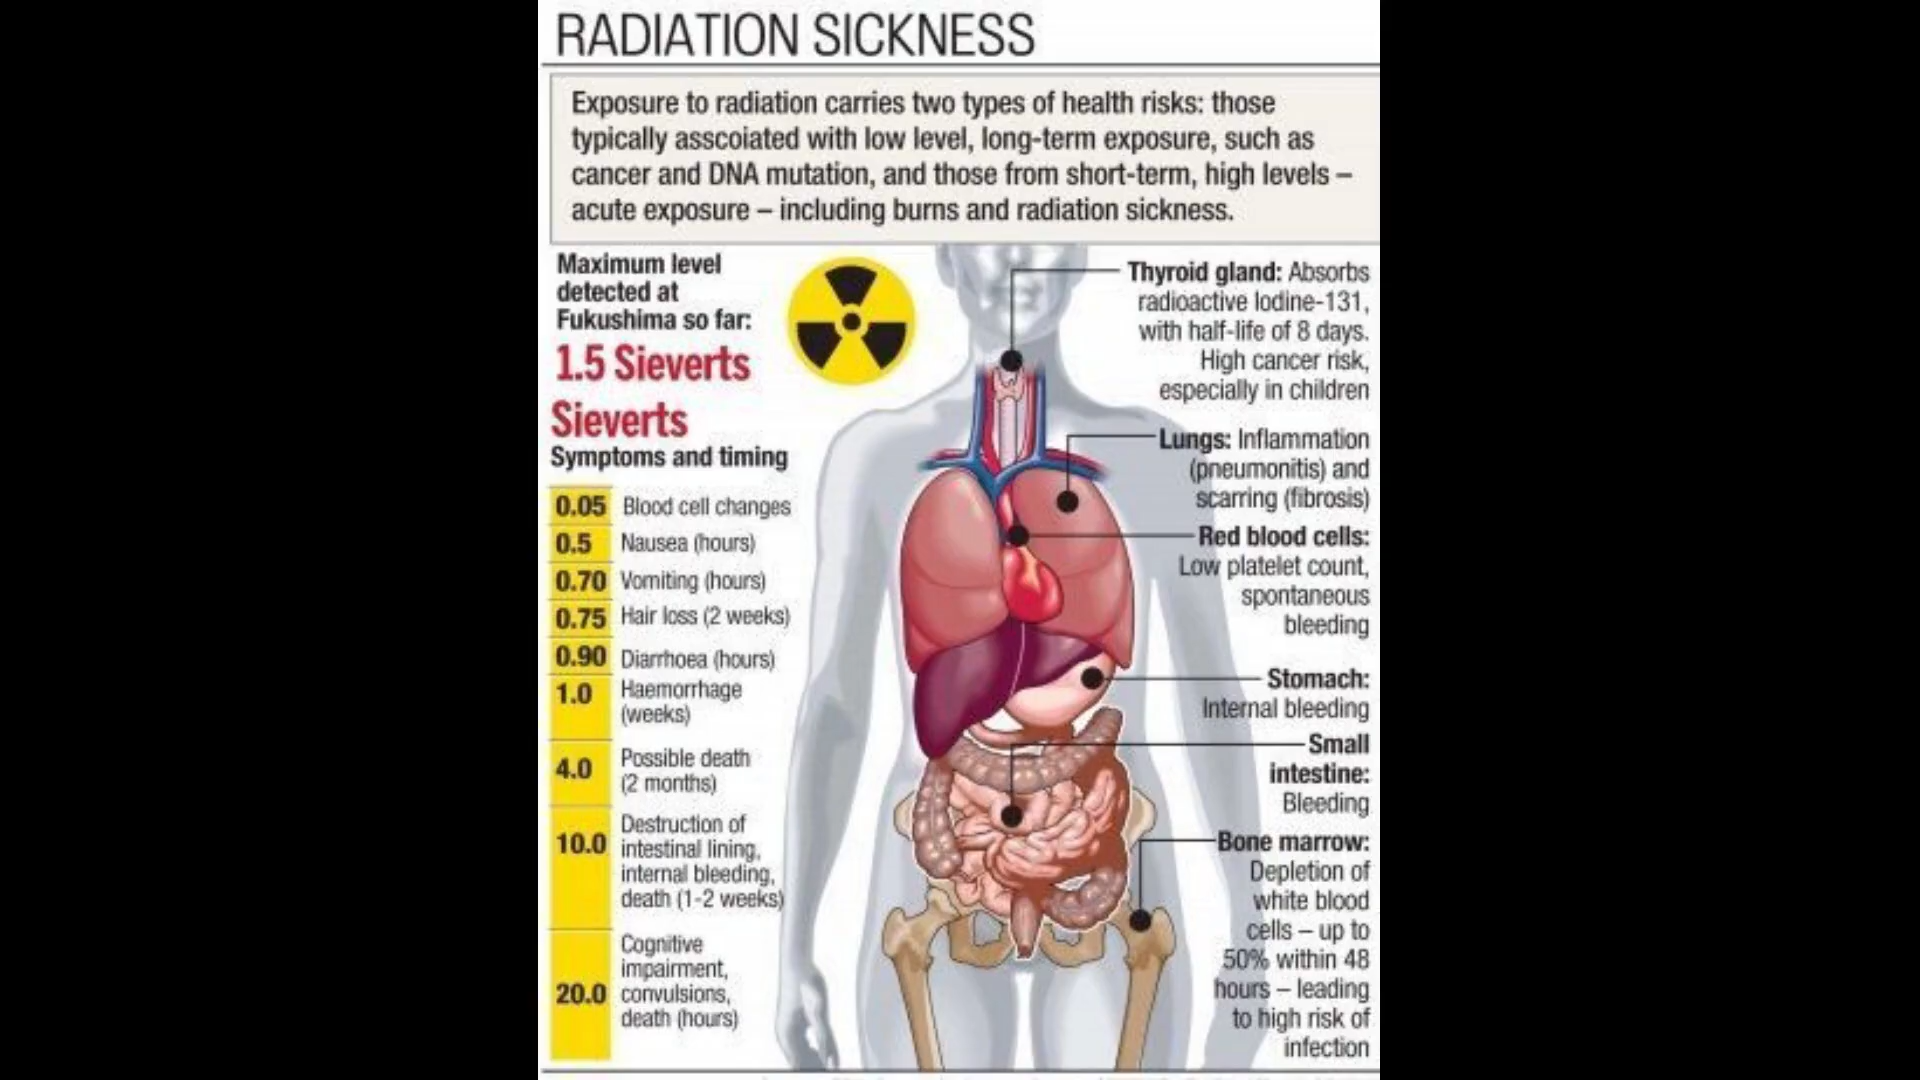 RADIATION SICKNESS
Exposure to radiation carries two types of health risks: those
typically asscoiated with low level, long-term exposure, such as
cancer and DNA mutation, and those from short-term, high levels –
acute exposure – including burns and radiation sickness.
Maximum level
detected at
Fukushima so far:
1.5 Sieverts
Sieverts
Symptoms and timing
0.05 Blood cell changes
0.5 Nausea (hours)
0.70 Vomiting (hours)
0.75 Hair loss (2 weeks)
0.90 Diarrhoea (hours)
1.0 Haemorrhage
(weeks)
4.0 Possible death
(2 months)
10.0 Destruction of
intestinal lining,
internal bleeding,
death (1-2 weeks)
20.0 Cognitive
impairment,
convulsions,
death (hours)
Thyroid gland: Absorbs
radioactive Iodine-131,
with half-life of 8 days.
High cancer risk,
especially in children
Lungs: Inflammation
(pneumonitis) and
scarring (fibrosis)
Red blood cells:
Low platelet count,
spontaneous
bleeding
Stomach:
Internal bleeding
Small
intestine:
Bleeding
Bone marrow:
Depletion of
white blood
cells – up to
50% within 48
hours – leading
to high risk of
infection